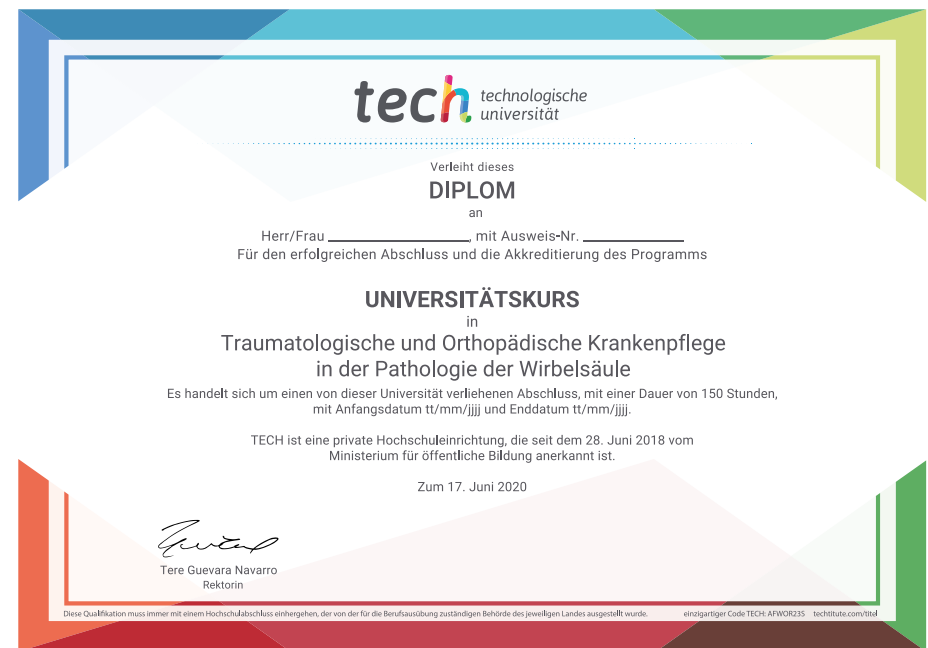 tech technologische
universität
Verleiht dieses
DIPLOM
an
Herr/Frau ____________________, mit Ausweis-Nr. ______________
Für den erfolgreichen Abschluss und die Akkreditierung des Programms
UNIVERSITÄTSKURS
in
Traumatologische und Orthopädische Krankenpflege
in der Pathologie der Wirbelsäule
Es handelt sich um einen von dieser Universität verliehenen Abschluss, mit einer Dauer von 150 Stunden,
mit Anfangsdatum tt/mm/jjjj und Enddatum tt/mm/jjjj.
TECH ist eine private Hochschuleinrichtung, die seit dem 28. Juni 2018 vom
Ministerium für öffentliche Bildung anerkannt ist.
Zum 17. Juni 2020
Tere Guevara Navarro
Rektorin
Diese Qualifikation muss immer mit einem Hochschulabschluss einhergehen, der von der für die Berufsausübung zuständigen Behörde des jeweiligen Landes ausgestellt wurde. einzigartiger Code TECH: AFWOR23S techtitute.com/titel